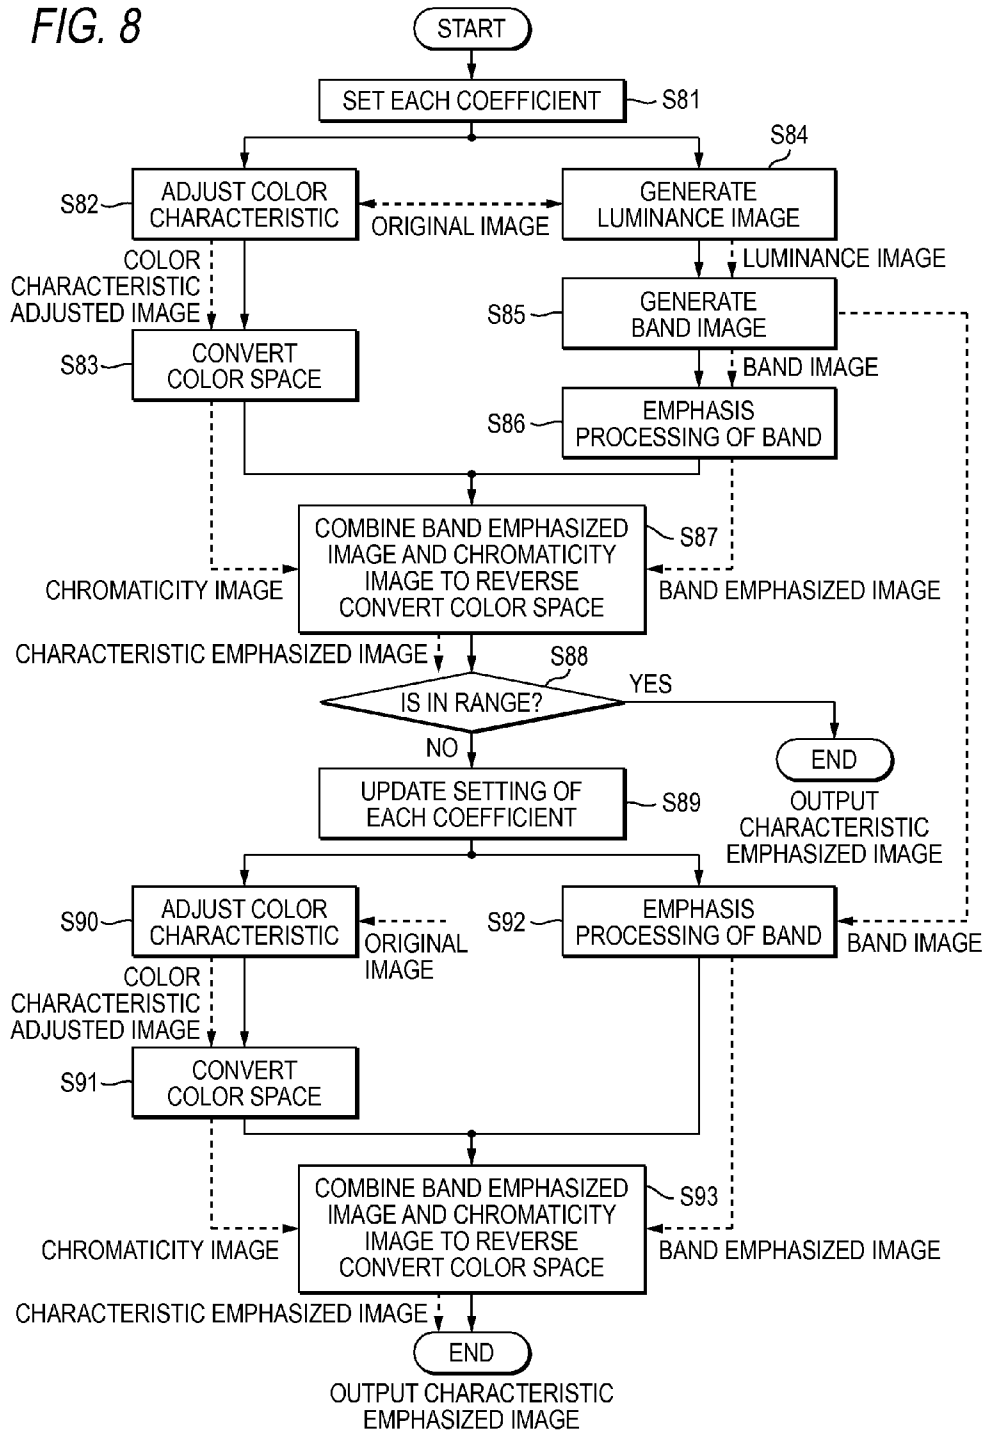 FIG. 8
START
SET EACH COEFFICIENT
S81
S84
S82
ADJUST COLOR
CHARACTERISTIC
ORIGINAL IMAGE
GENERATE
LUMINANCE IMAGE
COLOR
CHARACTERISTIC
ADJUSTED IMAGE
LUMINANCE IMAGE
S85
GENERATE
BAND IMAGE
S83
CONVERT
COLOR SPACE
BAND IMAGE
S86
EMPHASIS
PROCESSING OF BAND
COMBINE BAND EMPHASIZED
IMAGE AND CHROMATICITY
IMAGE TO REVERSE
CONVERT COLOR SPACE
S87
CHROMATICITY IMAGE
BAND EMPHASIZED IMAGE
CHARACTERISTIC EMPHASIZED IMAGE
S88
IS IN RANGE?
YES
NO
END
OUTPUT
CHARACTERISTIC
EMPHASIZED IMAGE
UPDATE SETTING OF
EACH COEFFICIENT
S89
S90
ADJUST COLOR
CHARACTERISTIC
ORIGINAL
IMAGE
S92
EMPHASIS
PROCESSING OF BAND
BAND IMAGE
COLOR
CHARACTERISTIC
ADJUSTED IMAGE
S91
CONVERT
COLOR SPACE
COMBINE BAND EMPHASIZED
IMAGE AND CHROMATICITY
IMAGE TO REVERSE
CONVERT COLOR SPACE
S93
CHROMATICITY IMAGE
BAND EMPHASIZED IMAGE
CHARACTERISTIC EMPHASIZED IMAGE
END
OUTPUT CHARACTERISTIC
EMPHASIZED IMAGE